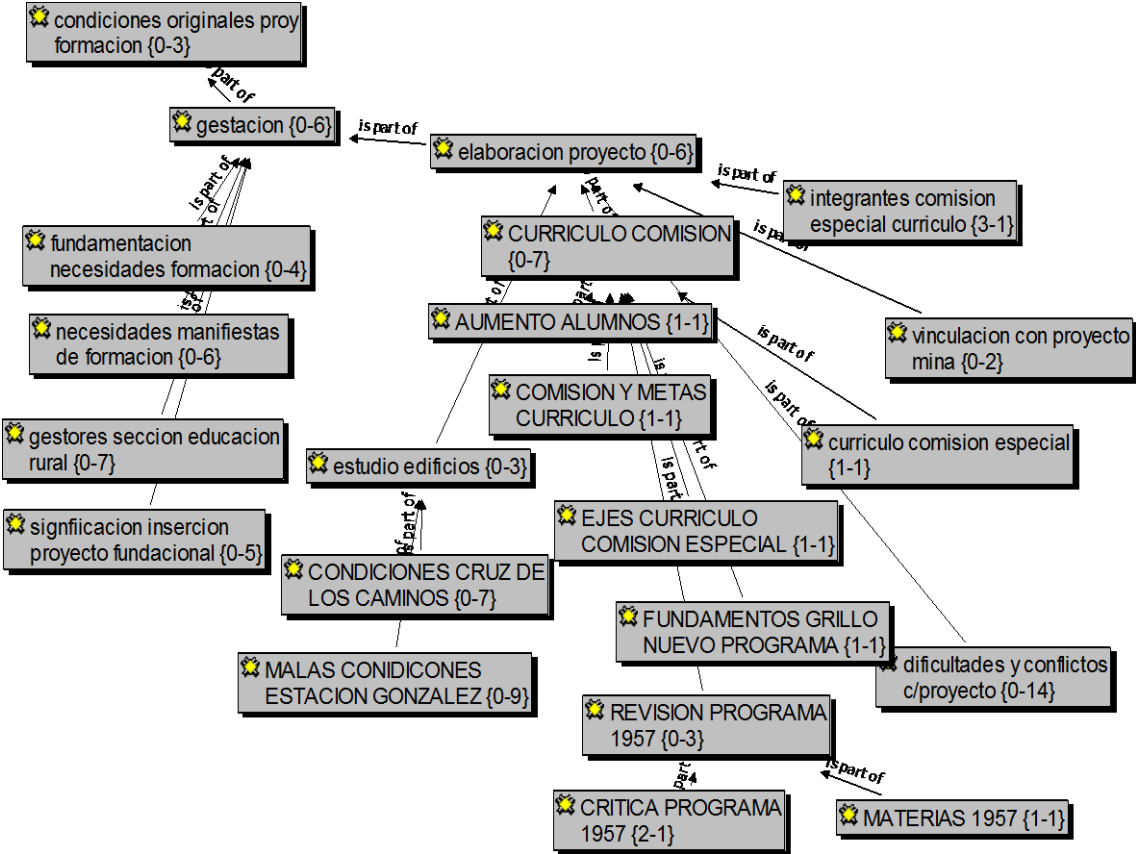 condiciones originales proy
formacion {0-3}
is part of
gestacion {0-6}
is part of
elaboracion proyecto {0-6}
is part of
is part of
integrantes comision
especial curriculo {3-1}
fundamentacion
necesidades formacion {0-4}
CURRICULO COMISION
{0-7}
is part of
necesidades manifiestas
de formacion {0-6}
AUMENTO ALUMNOS {1-1}
vinculacion con proyecto
mina {0-2}
is part of
COMISION Y METAS
CURRICULO {1-1}
is part of
gestores seccion educacion
rural {0-7}
curriculo comision especial
{1-1}
estudio edificios {0-3}
is part of
signfiicacion insercion
proyecto fundacional {0-5}
EJES CURRICULO
COMISION ESPECIAL {1-1}
CONDICIONES CRUZ DE
LOS CAMINOS {0-7}
FUNDAMENTOS GRILLO
NUEVO PROGRAMA {1-1}
MALAS CONIDICONES
ESTACION GONZALEZ {0-9}
dificultades y conflictos
c/proyecto {0-14}
REVISION PROGRAMA
1957 {0-3}
part
is part of
CRITICA PROGRAMA
1957 {2-1}
MATERIAS 1957 {1-1}